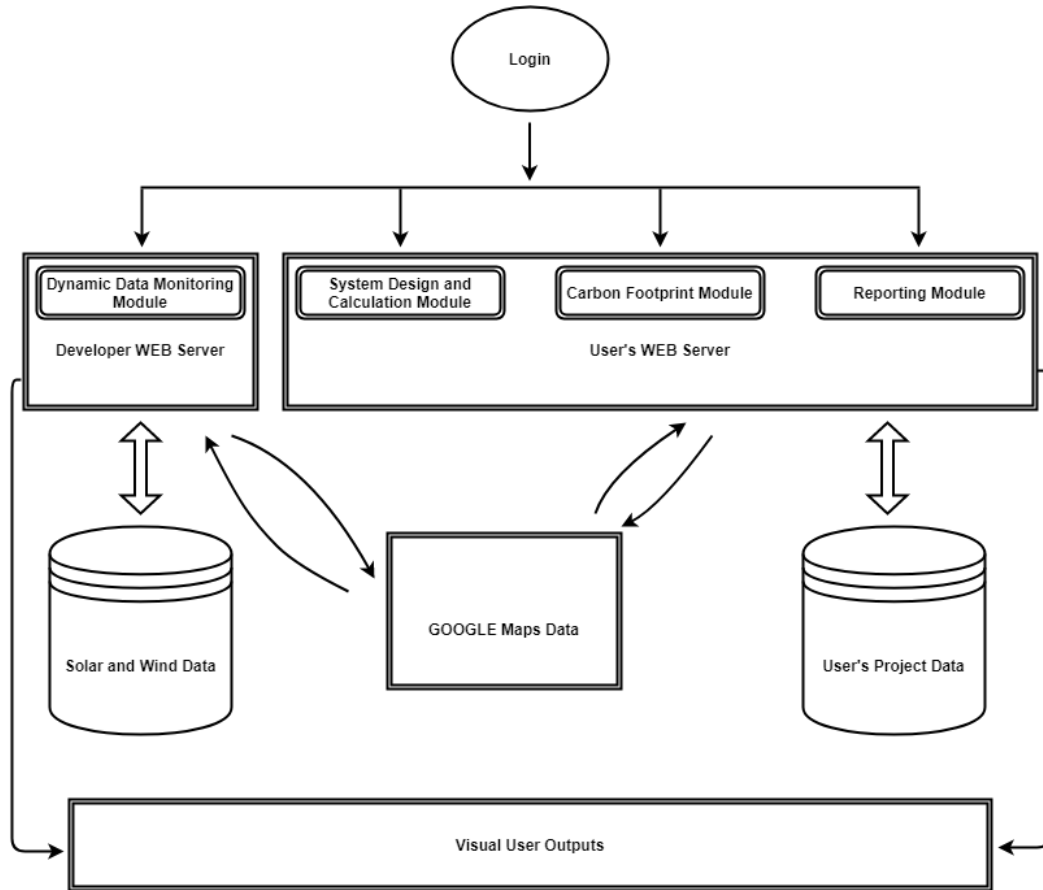 Login
Dynamic Data Monitoring
Module
System Design and
Calculation Module
Carbon Footprint Module
Reporting Module
Developer WEB Server
User's WEB Server
GOOGLE Maps Data
Solar and Wind Data
User's Project Data
Visual User Outputs